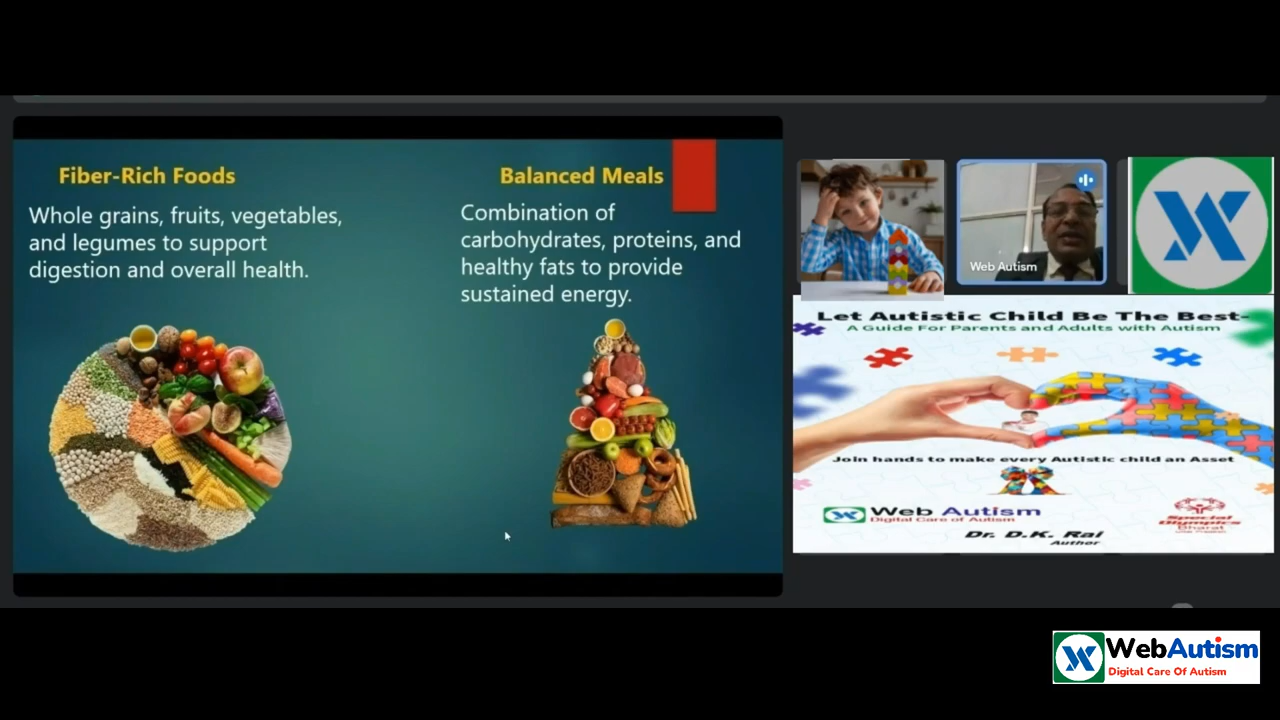 Fiber-Rich Foods
Whole grains, fruits, vegetables,
and legumes to support
digestion and overall health.
Balanced Meals
Combination of
carbohydrates, proteins, and
healthy fats to provide
sustained energy.
Web Autism
Let Autistic Child Be The Best-
A Guide For Parents and Adults with Autism
Join hands to make every Autistic child an Asset
Web Autism
Digital Care of Autism
Special
Olympics
Bharat
Dr. D.K. Rai
Author
WebAutism
Digital Care Of Autism